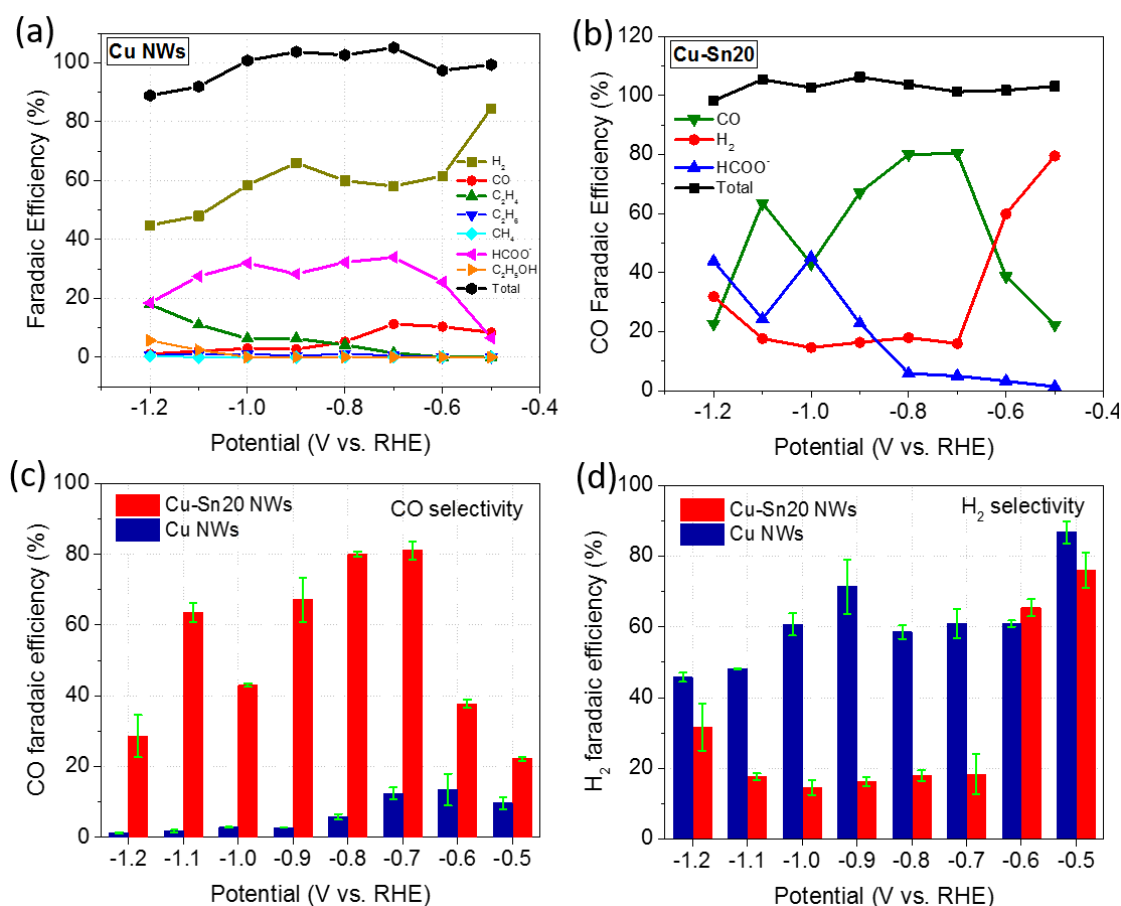 (a)
Cu NWs
Faradaic Efficiency (%)
100
80
60
40
20
0
-1.2
-1.0
-0.8
-0.6
-0.4
Potential (V vs. RHE)
H₂
CO
C₂H₄
C₂H₆
CH₄
HCOO⁻
C₂H₅OH
Total
(b)
Cu-Sn20
CO Faradaic Efficiency (%)
120
100
80
60
40
20
0
CO
H₂
HCOO⁻
Total
-1.2
-1.0
-0.8
-0.6
-0.4
Potential (V vs. RHE)
(c)
CO faradaic efficiency (%)
100
80
60
40
20
0
Cu-Sn20 NWs
Cu NWs
CO selectivity
-1.2
-1.1
-1.0
-0.9
-0.8
-0.7
-0.6
-0.5
Potential (V vs. RHE)
(d)
H₂ faradaic efficiency (%)
100
80
60
40
20
0
Cu-Sn20 NWs
Cu NWs
H₂ selectivity
-1.2
-1.1
-1.0
-0.9
-0.8
-0.7
-0.6
-0.5
Potential (V vs. RHE)